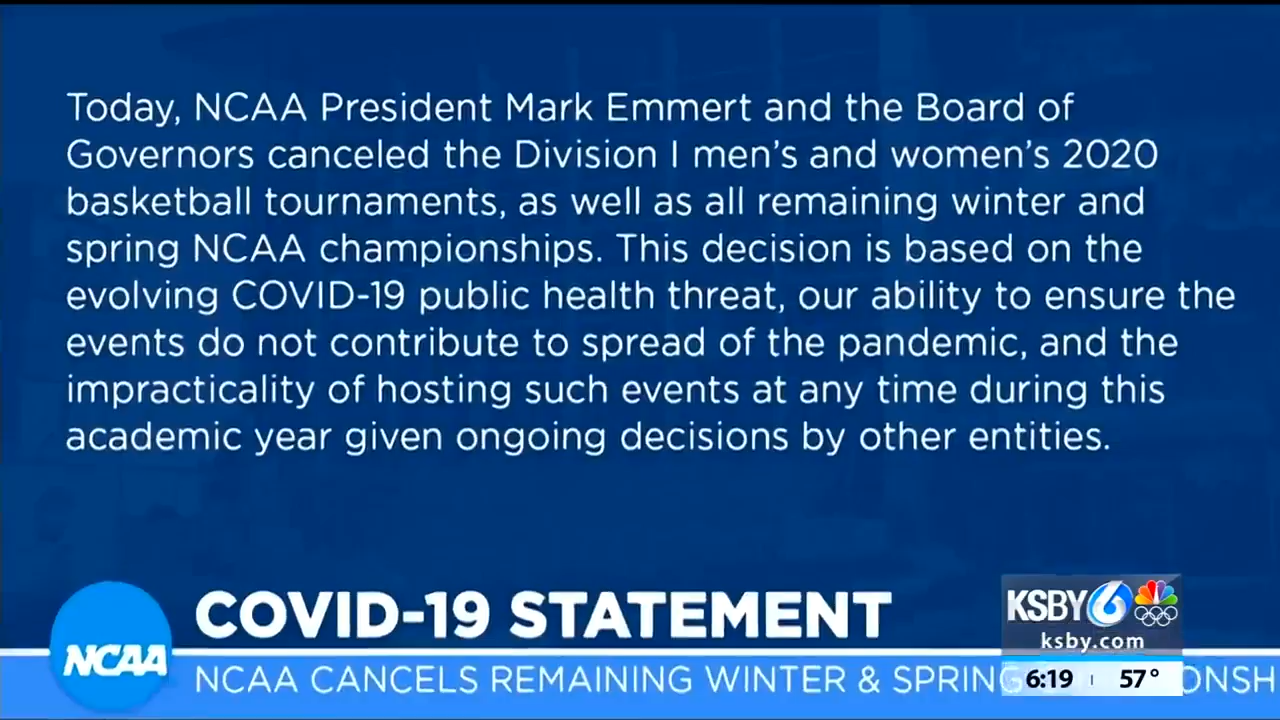 Today, NCAA President Mark Emmert and the Board of
Governors canceled the Division I men's and women's 2020
basketball tournaments, as well as all remaining winter and
spring NCAA championships. This decision is based on the
evolving COVID-19 public health threat, our ability to ensure the
events do not contribute to spread of the pandemic, and the
impracticality of hosting such events at any time during this
academic year given ongoing decisions by other entities.
COVID-19 STATEMENT
KSBY 6
ksby.com
NCAA
NCAA CANCELS REMAINING WINTER & SPRING
6:19 57°